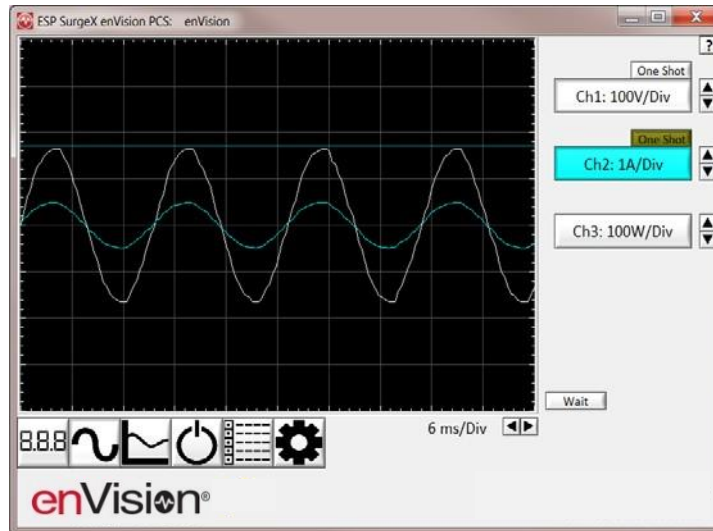 ESP SurgeX enVision PCS: enVision
?
One Shot
Ch1: 100V/Div
One Shot
Ch2: 1A/Div
Ch3: 100W/Div
Wait
6 ms/Div
8.8.8
enVision®